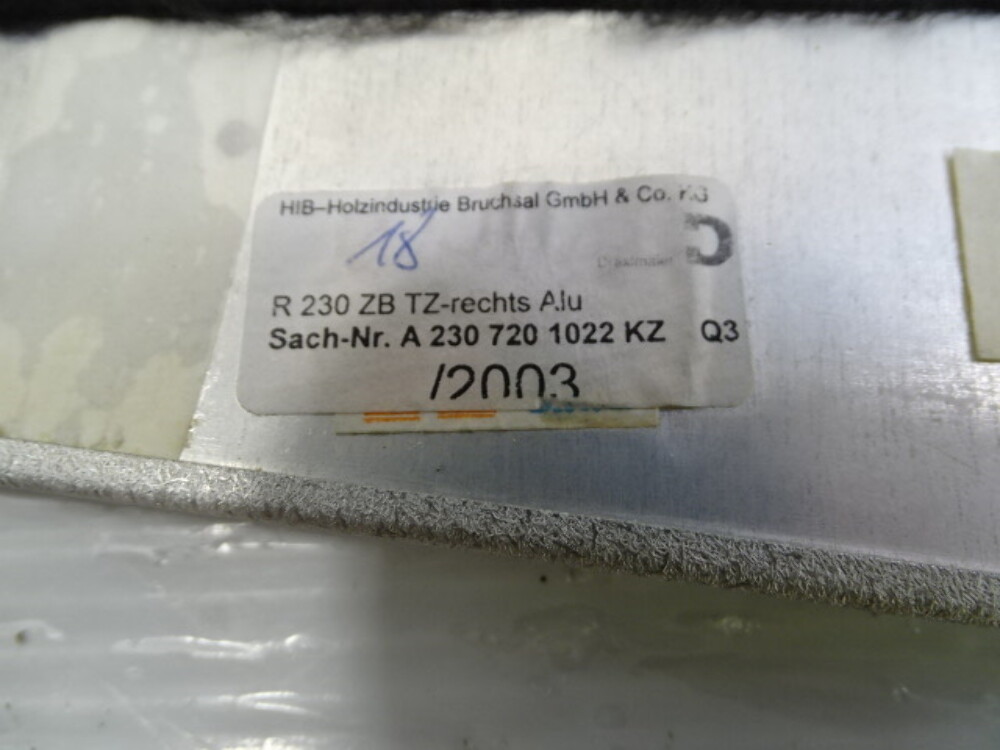 HIB-Holzindustrie Bruchsal GmbH & Co. KG
18
R 230 ZB TZ-rechts Alu
Sach-Nr. A 230 720 1022 KZ Q3
/2003